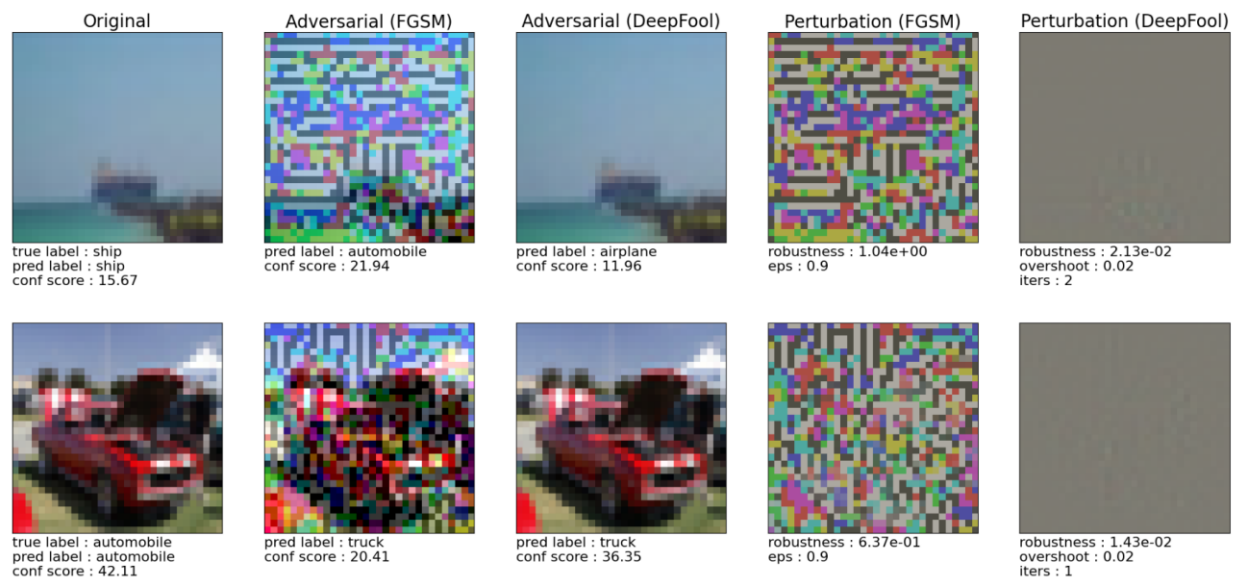 Original
Adversarial (FGSM)
Adversarial (DeepFool)
Perturbation (FGSM)
Perturbation (DeepFool)
true label : ship
pred label : ship
conf score : 15.67
pred label : automobile
conf score : 21.94
pred label : airplane
conf score : 11.96
robustness : 1.04e+00
eps : 0.9
robustness : 2.13e-02
overshoot : 0.02
iters : 2
true label : automobile
pred label : automobile
conf score : 42.11
pred label : truck
conf score : 20.41
pred label : truck
conf score : 36.35
robustness : 6.37e-01
eps : 0.9
robustness : 1.43e-02
overshoot : 0.02
iters : 1